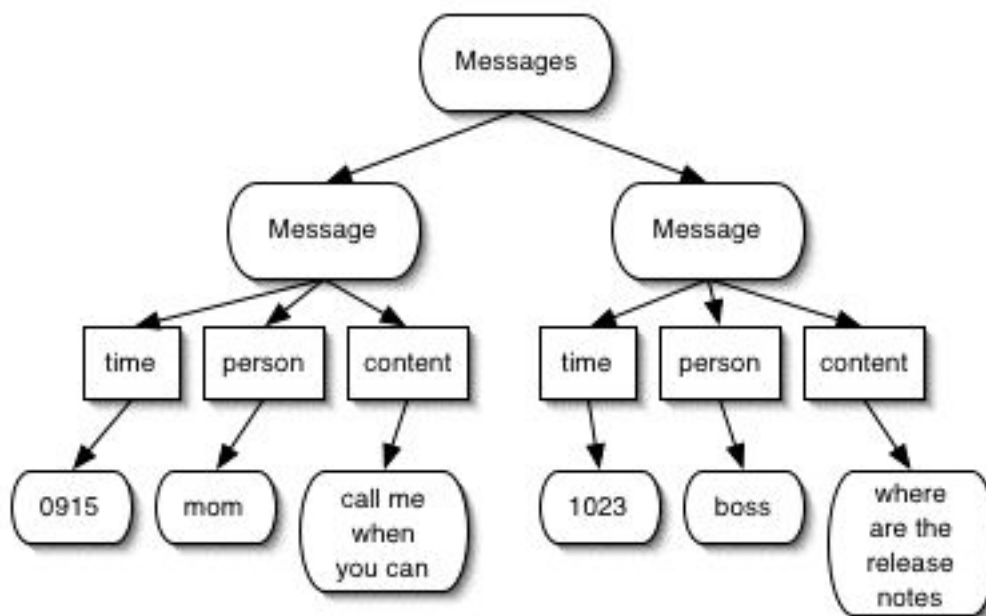 Messages
Message
Message
time
person
content
time
person
content
0915
mom
call me
when
you can
1023
boss
where
are the
release
notes